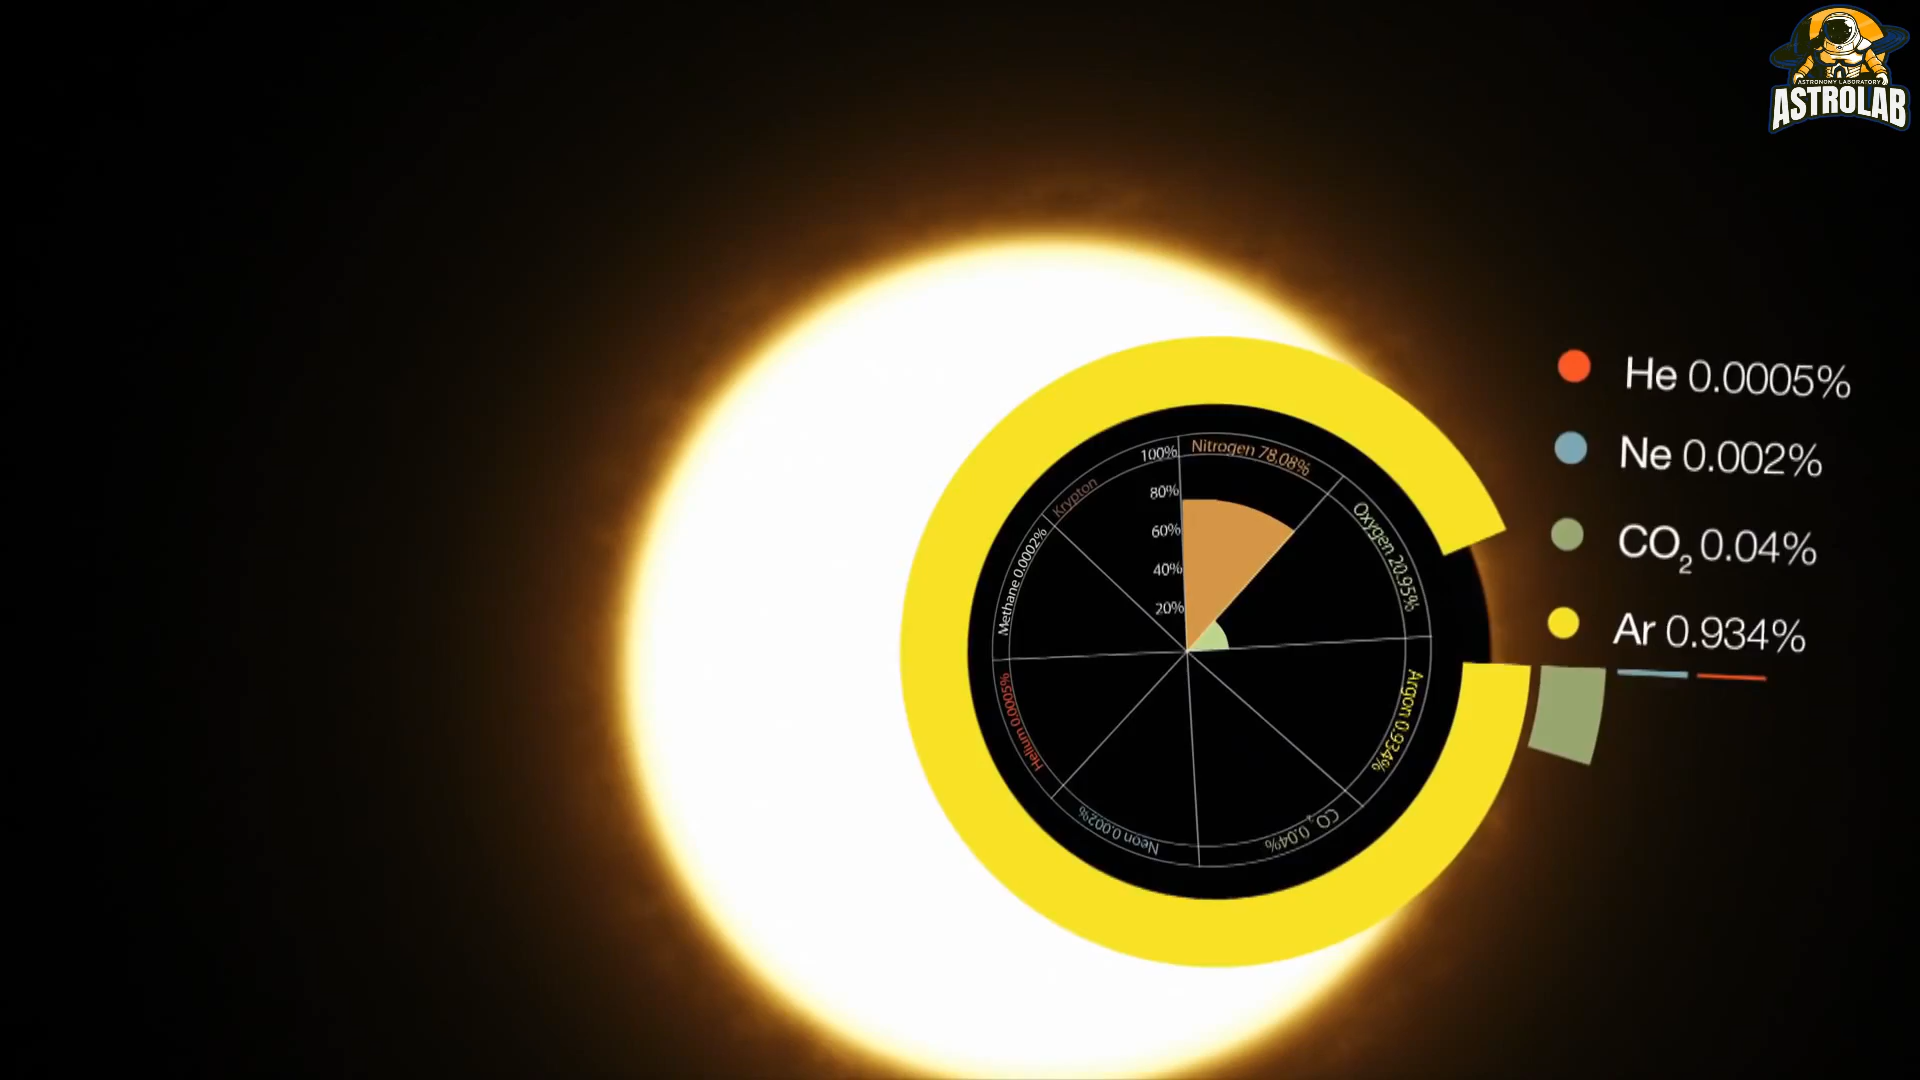 ASTRONOMY LABORATORY
ASTROLAB
He 0.0005%
Ne 0.002%
CO₂ 0.04%
Ar 0.934%
100%
80%
60%
40%
20%
Nitrogen 78.08%
Oxygen 20.95%
Argon 0.934%
CO₂ 0.04%
Neon 0.002%
Helium 0.0005%
Methane 0.0002%
Krypton